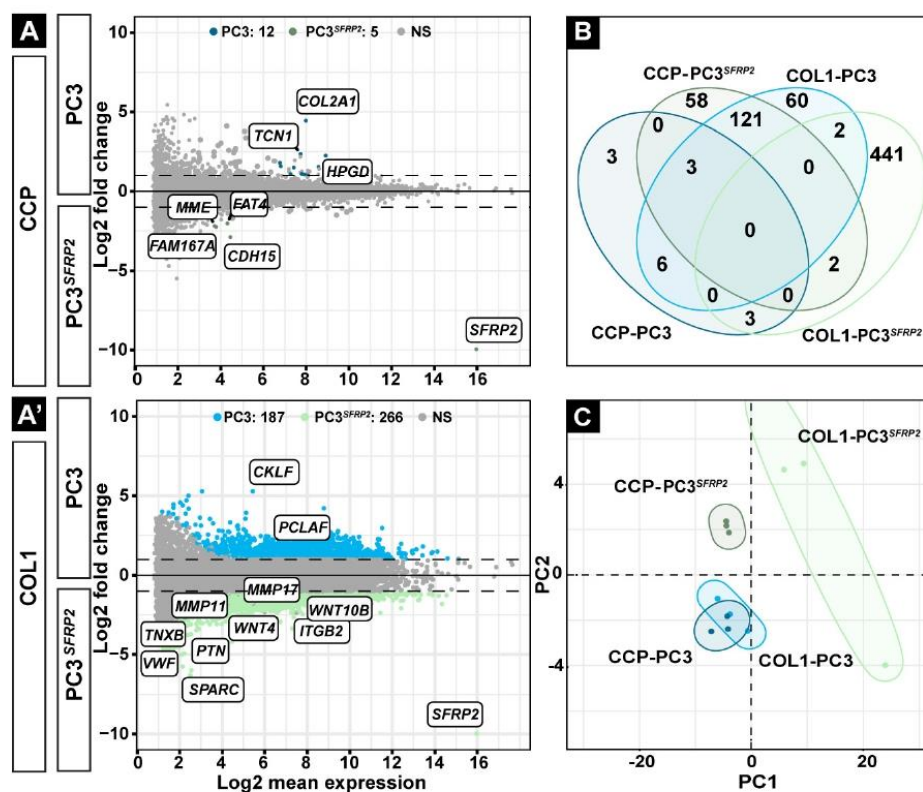 A
CCP
PC3
PC3SFRP2
Log2 fold change
10
5
0
−5
−10
PC3: 12 PC3SFRP2: 5 NS
COL2A1
TCN1
HPGD
MME
FAT4
FAM167A
CDH15
SFRP2
0 2 4 6 8 10 12 14 16
B
CCP-PC3SFRP2
COL1-PC3
58
60
0
121
2
441
3
3
0
0
6
2
0
0
3
CCP-PC3
COL1-PC3SFRP2
A'
COL1
PC3
PC3SFRP2
Log2 fold change
10
5
0
−5
−10
PC3: 187 PC3SFRP2: 266 NS
CKLF
PCLAF
MMP17
MMP11
WNT10B
TNXB
WNT4
ITGB2
PTN
VWF
SPARC
SFRP2
0 2 4 6 8 10 12 14 16
Log2 mean expression
C
PC2
4
0
-4
COL1-PC3SFRP2
CCP-PC3SFRP2
CCP-PC3
COL1-PC3
-20 0 20
PC1